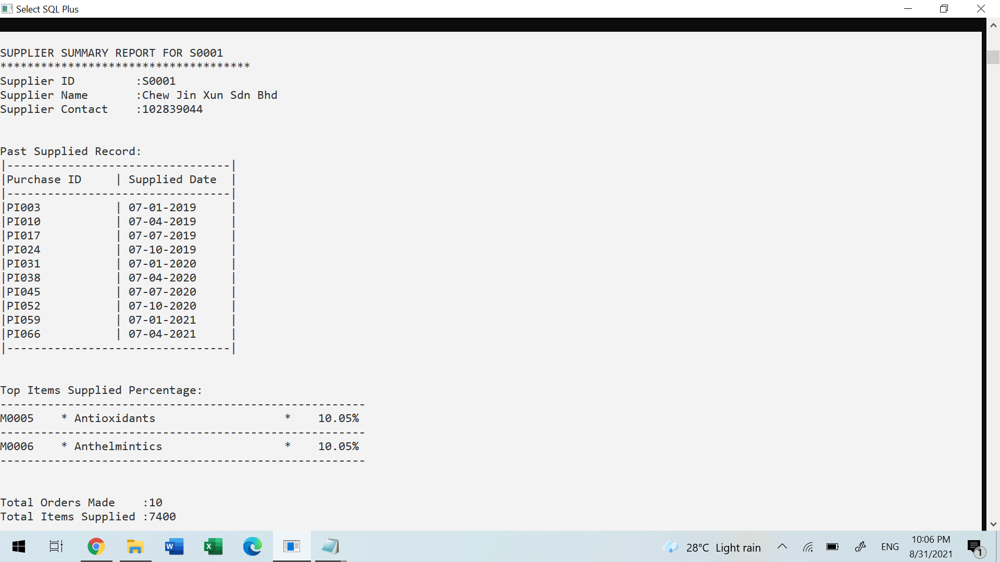 Select SQL Plus
SUPPLIER SUMMARY REPORT FOR S0001
*************************************
Supplier ID         :S0001
Supplier Name       :Chew Jin Xun Sdn Bhd
Supplier Contact    :102839044
Past Supplied Record:
|---------------------------------|
|Purchase ID     | Supplied Date  |
|---------------------------------|
|PI003           | 07-01-2019     |
|PI010           | 07-04-2019     |
|PI017           | 07-07-2019     |
|PI024           | 07-10-2019     |
|PI031           | 07-01-2020     |
|PI038           | 07-04-2020     |
|PI045           | 07-07-2020     |
|PI052           | 07-10-2020     |
|PI059           | 07-01-2021     |
|PI066           | 07-04-2021     |
|---------------------------------|
Top Items Supplied Percentage:
------------------------------------------------------
M0005    * Antioxidants                   *    10.05%
------------------------------------------------------
M0006    * Anthelmintics                  *    10.05%
------------------------------------------------------
Total Orders Made    :10
Total Items Supplied :7400
28°C Light rain
ENG
10:06 PM
8/31/2021
1